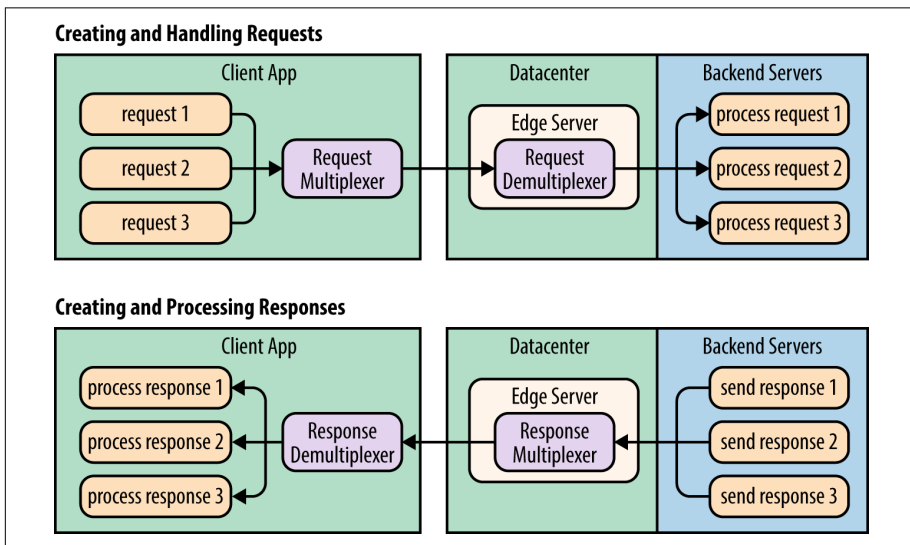 Creating and Handling Requests
Client App
request 1
request 2
request 3
Request
Multiplexer
Datacenter
Edge Server
Request
Demultiplexer
Backend Servers
process request 1
process request 2
process request 3
Creating and Processing Responses
Client App
process response 1
process response 2
process response 3
Response
Demultiplexer
Datacenter
Edge Server
Response
Multiplexer
Backend Servers
send response 1
send response 2
send response 3